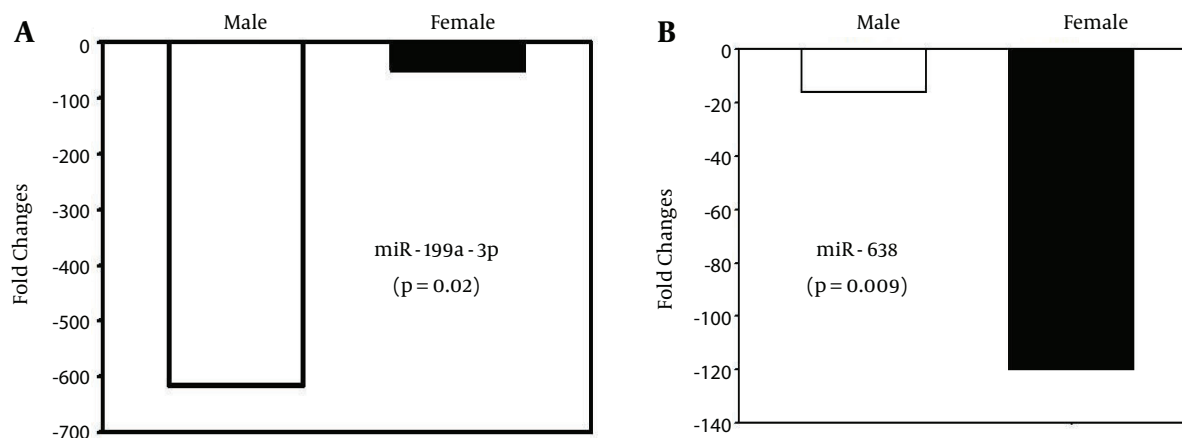 A
Male Female
0
-100
-200
-300
-400
-500
-600
-700
Fold Changes
miR-199a-3p
(p = 0.02)
B
Male Female
0
-20
-40
-60
-80
-100
-120
-140
Fold Changes
miR-638
(p = 0.009)